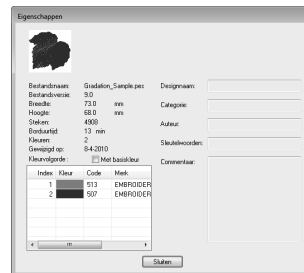 Eigenschappen
Bestandsnaam: Gradation_Sample.pes
Bestandsversie: 9.0
Breedte: 73.0 mm
Hoogte: 68.0 mm
Steken: 4908
Borduurtijd: 13 min
Kleuren: 2
Gewijzigd op: 8-4-2010
Kleurvolgorde : Met basiskleur
Index Kleur Code Merk
1 513 EMBROIDER
2 507 EMBROIDER
Designnaam:
Categorie:
Auteur:
Sleutelwoorden:
Commentaar:
Sluiten